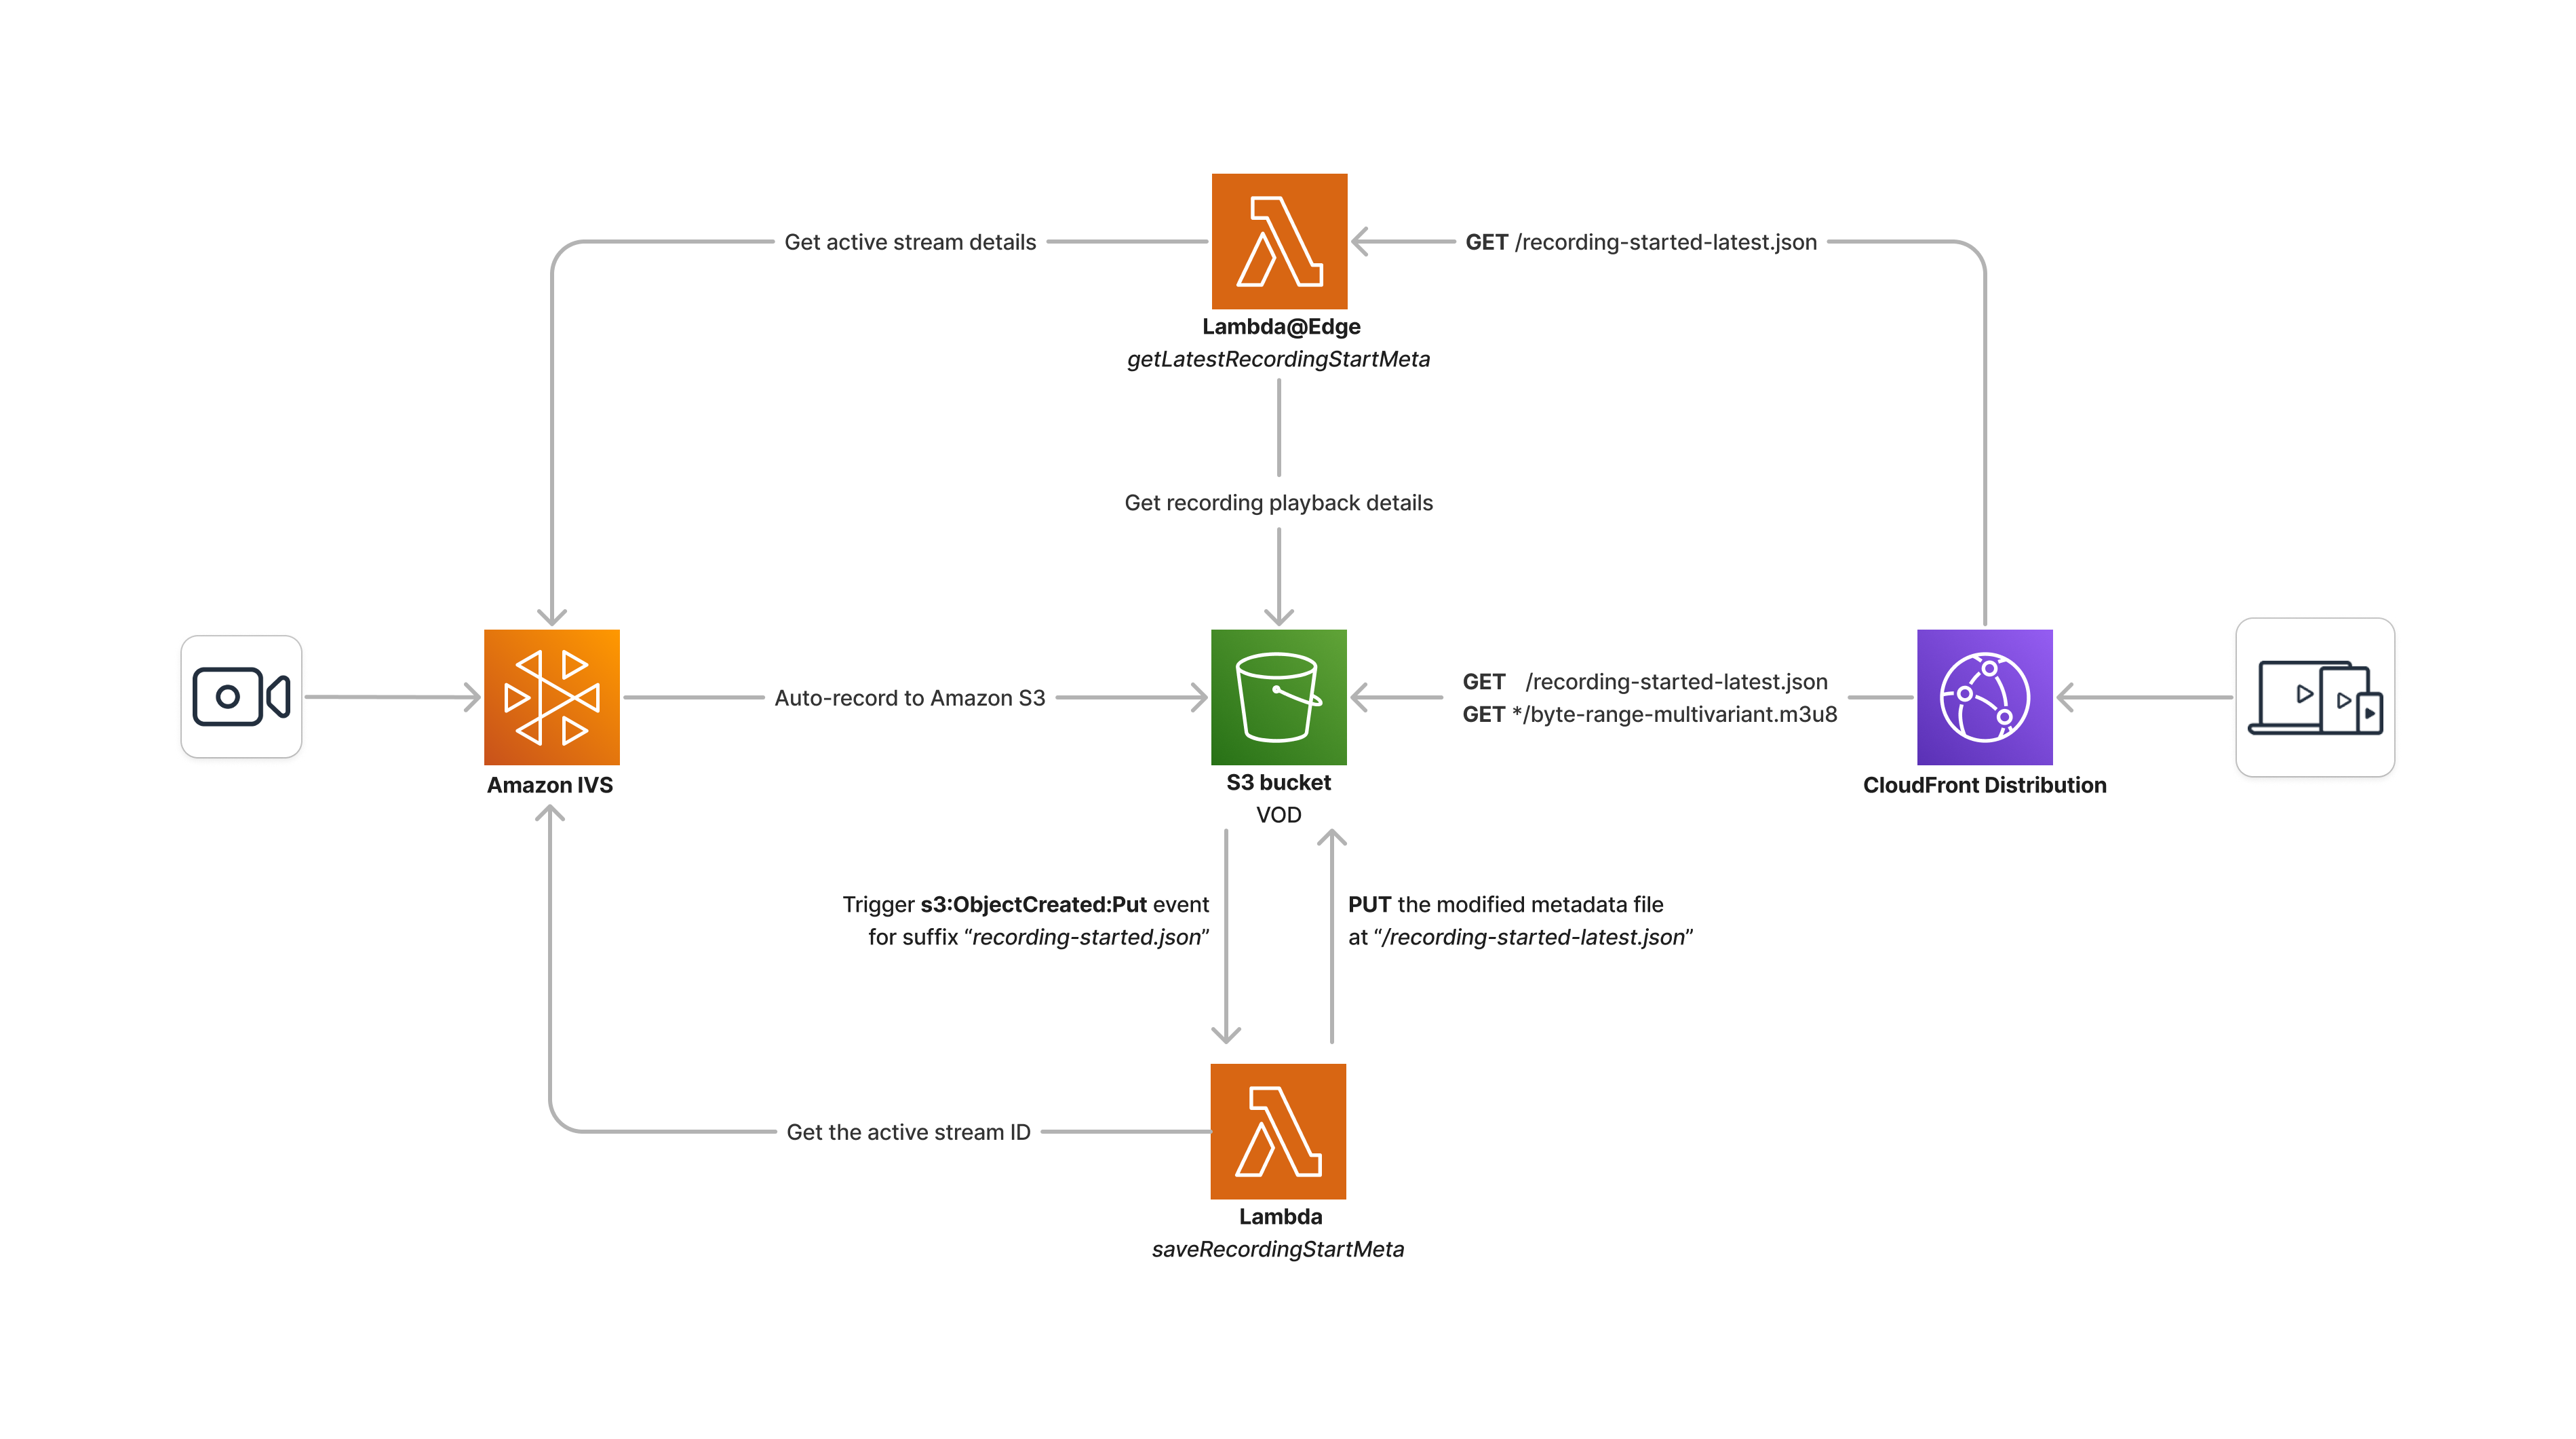 Get active stream details
GET /recording-started-latest.json
Lambda@Edge
getLatestRecordingStartMeta
Get recording playback details
Auto-record to Amazon S3
GET /recording-started-latest.json
GET */byte-range-multivariant.m3u8
Amazon IVS
S3 bucket
VOD
CloudFront Distribution
Trigger s3:ObjectCreated:Put event
for suffix “recording-started.json”
PUT the modified metadata file
at “/recording-started-latest.json”
Get the active stream ID
Lambda
saveRecordingStartMeta